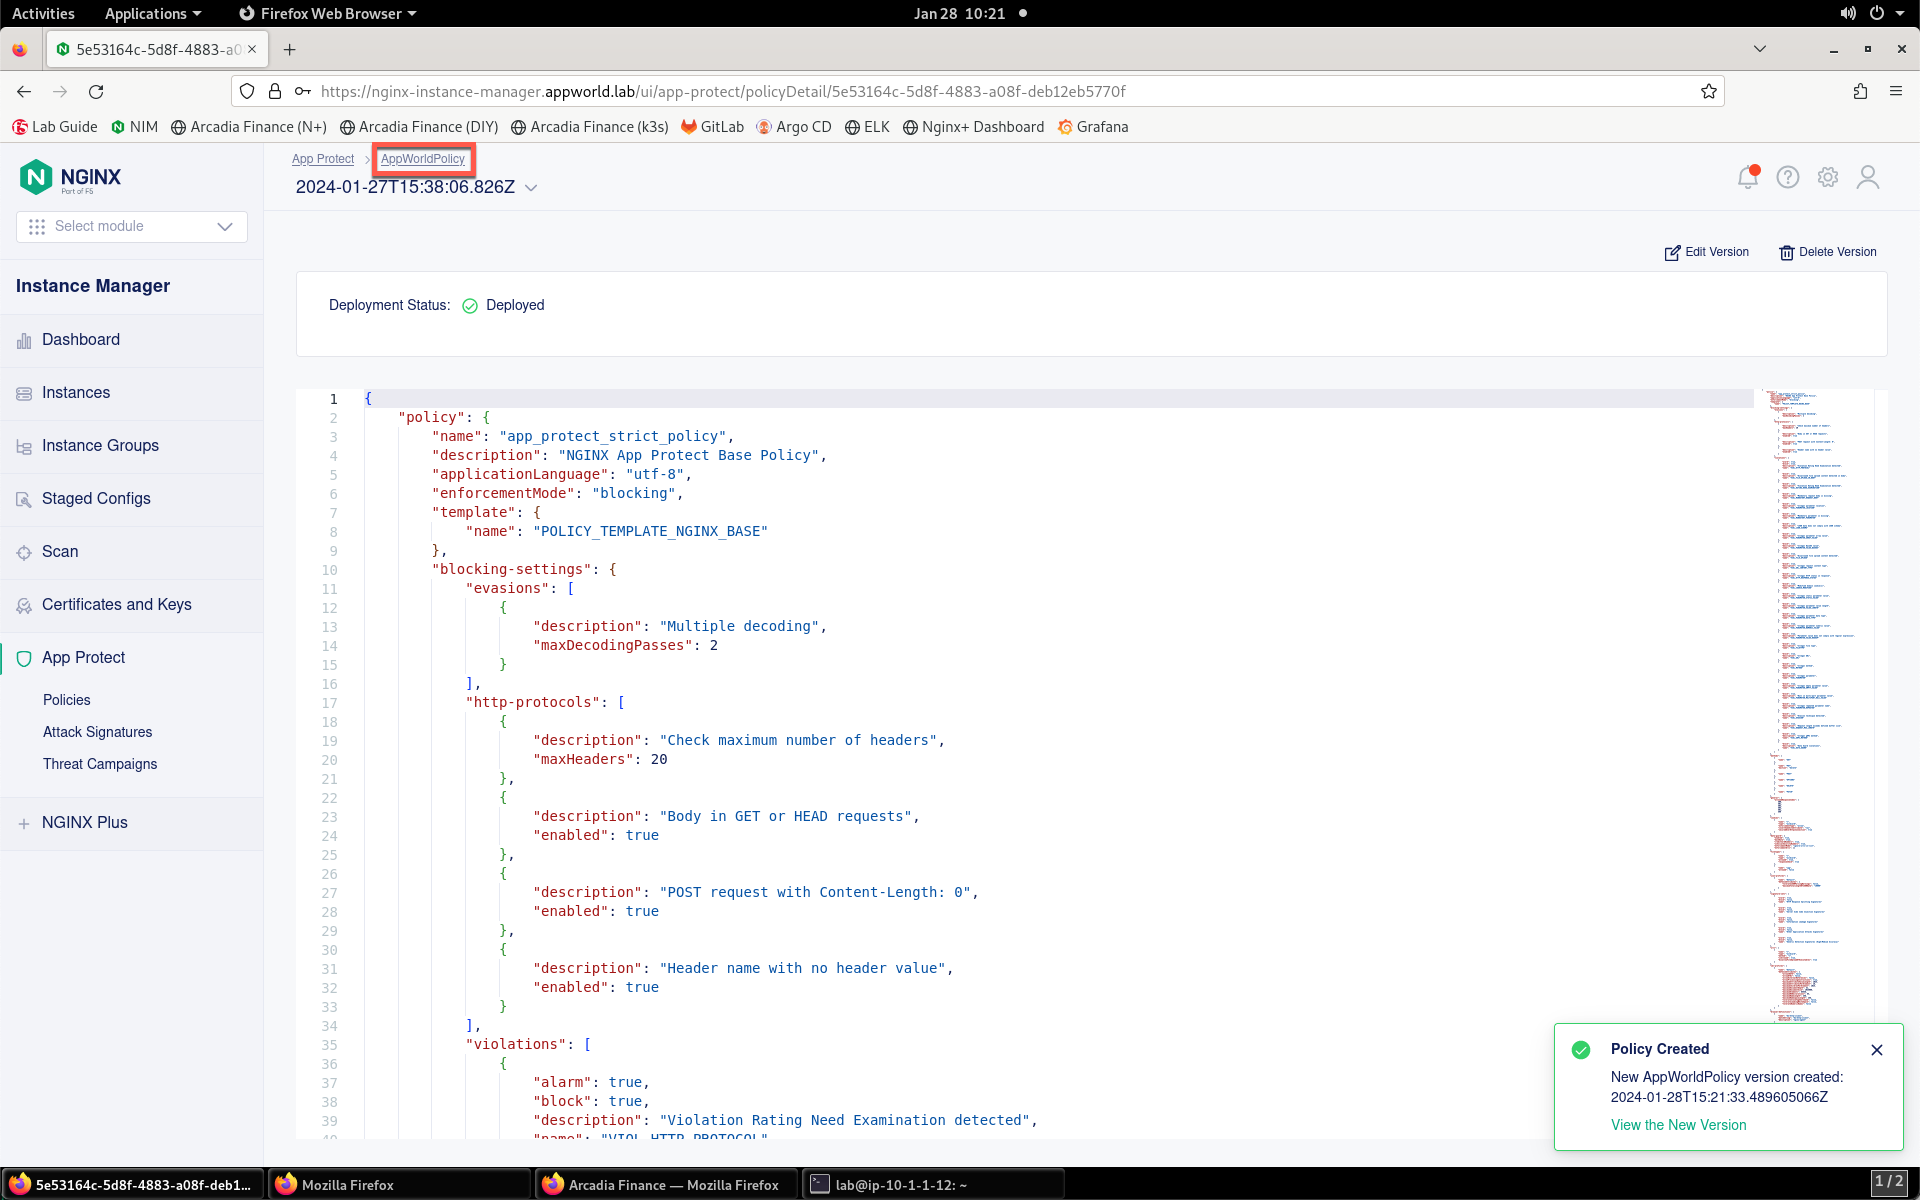 Activities Applications Firefox Web Browser Jan 28 10:21
5e53164c-5d8f-4883-a0
https://nginx-instance-manager.appworld.lab/ui/app-protect/policyDetail/5e53164c-5d8f-4883-a08f-deb12eb5770f
Lab Guide NIM Arcadia Finance (N+) Arcadia Finance (DIY) Arcadia Finance (k3s) GitLab Argo CD ELK Nginx+ Dashboard Grafana
NGINX
Part of F5
Select module
Instance Manager
Dashboard
Instances
Instance Groups
Staged Configs
Scan
Certificates and Keys
App Protect
Policies
Attack Signatures
Threat Campaigns
NGINX Plus
App Protect > AppWorldPolicy
2024-01-27T15:38:06.826Z
Edit Version Delete Version
Deployment Status: Deployed
1 {
2 "policy": {
3 "name": "app_protect_strict_policy",
4 "description": "NGINX App Protect Base Policy",
5 "applicationLanguage": "utf-8",
6 "enforcementMode": "blocking",
7 "template": {
8 "name": "POLICY_TEMPLATE_NGINX_BASE"
9 },
10 "blocking-settings": {
11 "evasions": [
12 {
13 "description": "Multiple decoding",
14 "maxDecodingPasses": 2
15 }
16 ],
17 "http-protocols": [
18 {
19 "description": "Check maximum number of headers",
20 "maxHeaders": 20
21 },
22 {
23 "description": "Body in GET or HEAD requests",
24 "enabled": true
25 },
26 {
27 "description": "POST request with Content-Length: 0",
28 "enabled": true
29 },
30 {
31 "description": "Header name with no header value",
32 "enabled": true
33 }
34 ],
35 "violations": [
36 {
37 "alarm": true,
38 "block": true,
39 "description": "Violation Rating Need Examination detected",
40 "name": "VIOL_HTTP_PROTOCOL"
Policy Created
New AppWorldPolicy version created:
2024-01-28T15:21:33.489605066Z
View the New Version
5e53164c-5d8f-4883-a08f-deb1... Mozilla Firefox Arcadia Finance — Mozilla Firefox lab@ip-10-1-1-12: ~ 1 / 2